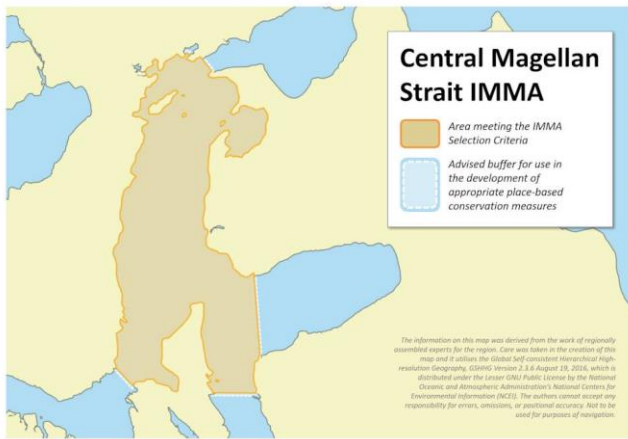 Central Magellan
Strait IMMA
Area meeting the IMMA
Selection Criteria
Advised buffer for use in
the development of
appropriate place-based
conservation measures
The information on this map was derived from the work of regionally
assembled experts for the region. Care was taken in the creation of this
map and it utilises the Global Self-consistent Hierarchical High-
resolution Geography, GSHHG Version 2.3.6 August 19, 2016, which is
distributed under the Lesser GNU Public License by the National
Oceanic and Atmospheric Administration's National Centers for
Environmental Information (NCEI). The authors cannot accept any
responsibility for errors, omissions, or positional accuracy. Not to be
used for purposes of navigation.